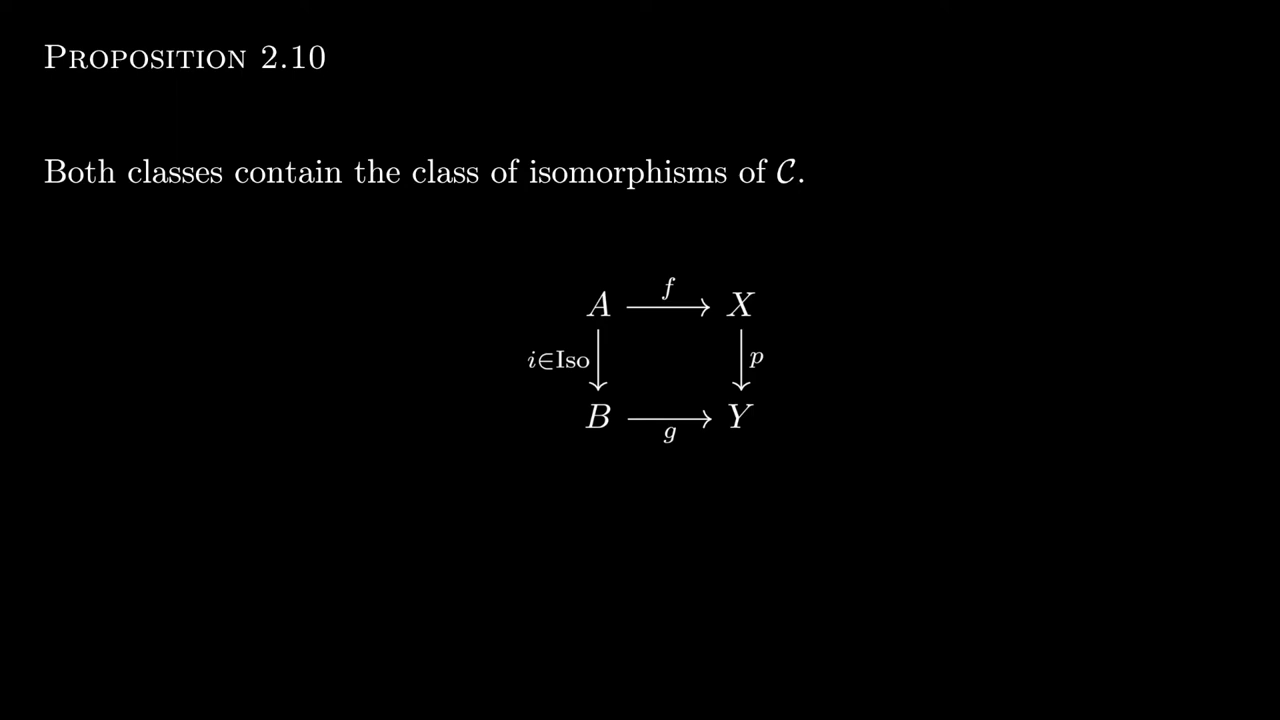 Proposition 2.10
Both classes contain the class of isomorphisms of 𝒞.
f
A X
i∈Iso p
B Y
g